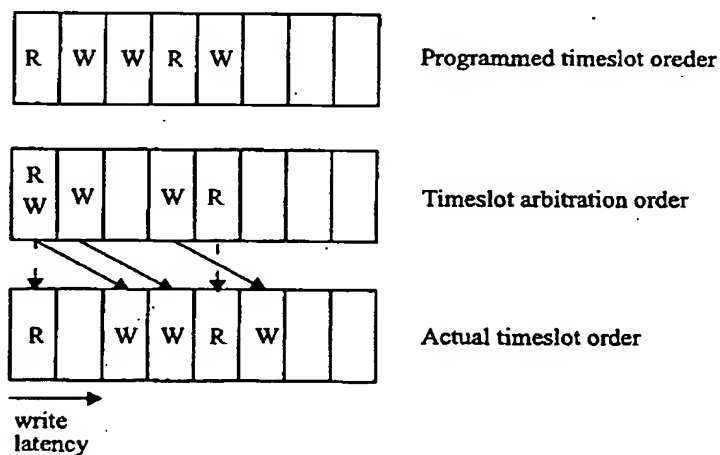 R W W R W Programmed timeslot oreder
R
W W W R Timeslot arbitration order
R W W R W Actual timeslot order
write
latency